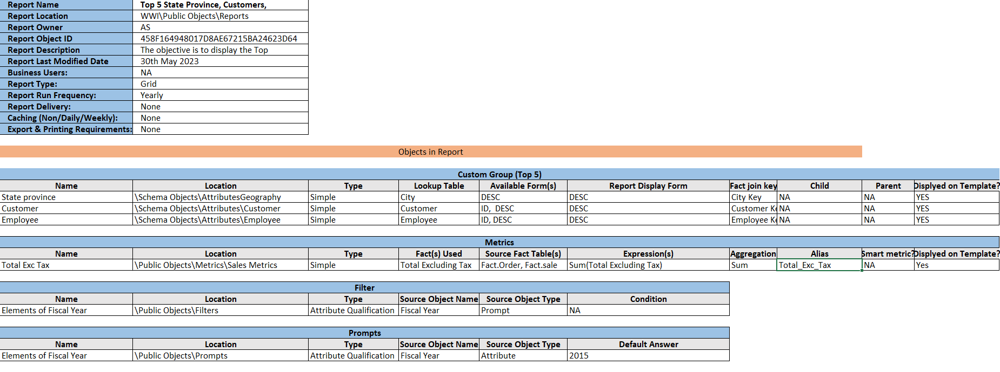 Report Name Top 5 State Province, Customers,
Report Location WWI\Public Objects\Reports
Report Owner AS
Report Object ID 458F164948017D8AE67215BA24623D64
Report Description The objective is to display the Top
Report Last Modified Date 30th May 2023
Business Users: NA
Report Type: Grid
Report Run Frequency: Yearly
Report Delivery: None
Caching (Non/Daily/Weekly): None
Export & Printing Requirements: None
Objects in Report
Custom Group (Top 5)
Name Location Type Lookup Table Available Form(s) Report Display Form Fact join key Child Parent Displyed on Template?
State province \Schema Objects\AttributesGeography Simple City DESC DESC City Key NA NA YES
Customer \Schema Objects\Attributes\Customer Simple Customer ID, DESC DESC Customer Ke NA NA YES
Employee \Schema Objects\Attributes\Employee Simple Employee ID, DESC DESC Employee Ke NA NA YES
Metrics
Name Location Type Fact(s) Used Source Fact Table(s) Expression(s) Aggregation Alias Smart metric? Displyed on Template?
Total Exc Tax \Public Objects\Metrics\Sales Metrics Simple Total Excluding Tax Fact.Order, Fact.sale Sum(Total Excluding Tax) Sum Total_Exc_Tax NA Yes
Filter
Name Location Type Source Object Name Source Object Type Condition
Elements of Fiscal Year \Public Objects\Filters Attribute Qualification Fiscal Year Prompt NA
Prompts
Name Location Type Source Object Name Source Object Type Default Answer
Elements of Fiscal Year \Public Objects\Prompts Attribute Qualification Fiscal Year Attribute 2015